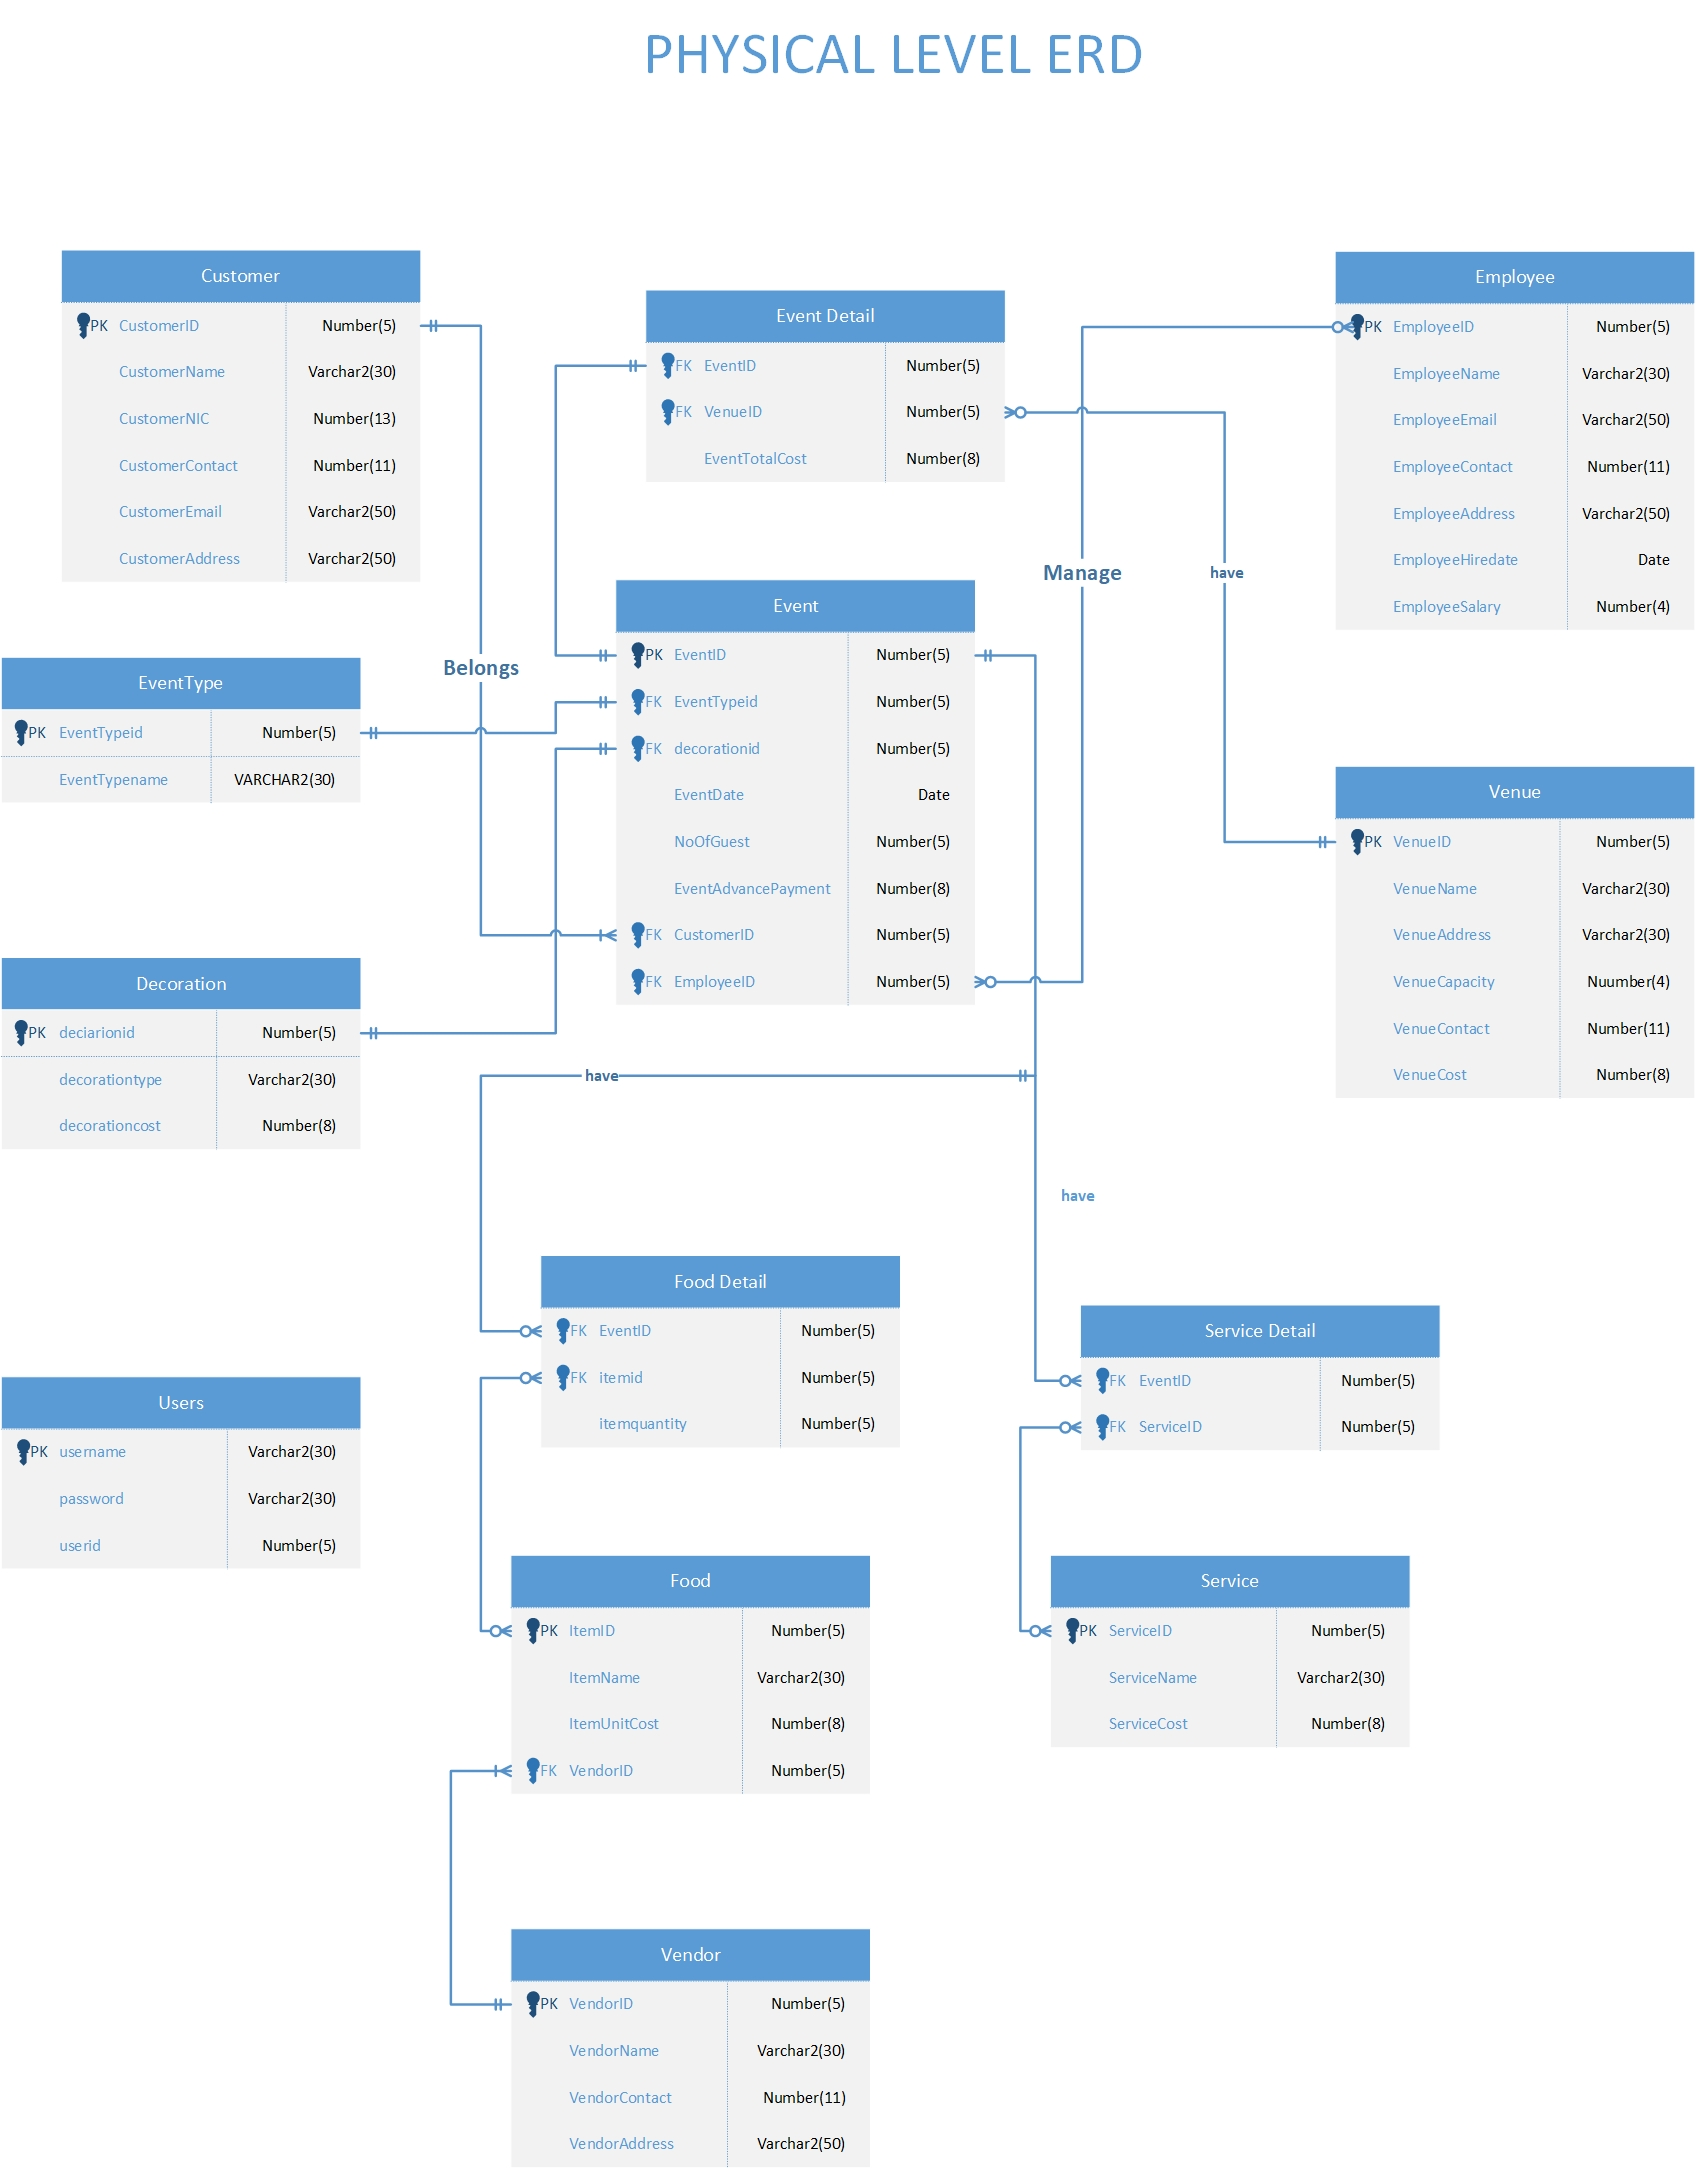 PHYSICAL LEVEL ERD
Customer
PK CustomerID Number(5)
CustomerName Varchar2(30)
CustomerNIC Number(13)
CustomerContact Number(11)
CustomerEmail Varchar2(50)
CustomerAddress Varchar2(50)
Event Detail
FK EventID Number(5)
FK VenueID Number(5)
EventTotalCost Number(8)
Employee
PK EmployeeID Number(5)
EmployeeName Varchar2(30)
EmployeeEmail Varchar2(50)
EmployeeContact Number(11)
EmployeeAddress Varchar2(50)
EmployeeHiredate Date
EmployeeSalary Number(4)
Manage
have
Belongs
Event
PK EventID Number(5)
FK EventTypeid Number(5)
FK decorationid Number(5)
EventDate Date
NoOfGuest Number(5)
EventAdvancePayment Number(8)
FK CustomerID Number(5)
FK EmployeeID Number(5)
EventType
PK EventTypeid Number(5)
EventTypename VARCHAR2(30)
Venue
PK VenueID Number(5)
VenueName Varchar2(30)
VenueAddress Varchar2(30)
VenueCapacity Nuumber(4)
VenueContact Number(11)
VenueCost Number(8)
Decoration
PK deciarionid Number(5)
decorationtype Varchar2(30)
decorationcost Number(8)
have
have
Food Detail
FK EventID Number(5)
FK itemid Number(5)
itemquantity Number(5)
Service Detail
FK EventID Number(5)
FK ServiceID Number(5)
Users
PK username Varchar2(30)
password Varchar2(30)
userid Number(5)
Food
PK ItemID Number(5)
ItemName Varchar2(30)
ItemUnitCost Number(8)
FK VendorID Number(5)
Service
PK ServiceID Number(5)
ServiceName Varchar2(30)
ServiceCost Number(8)
Vendor
PK VendorID Number(5)
VendorName Varchar2(30)
VendorContact Number(11)
VendorAddress Varchar2(50)